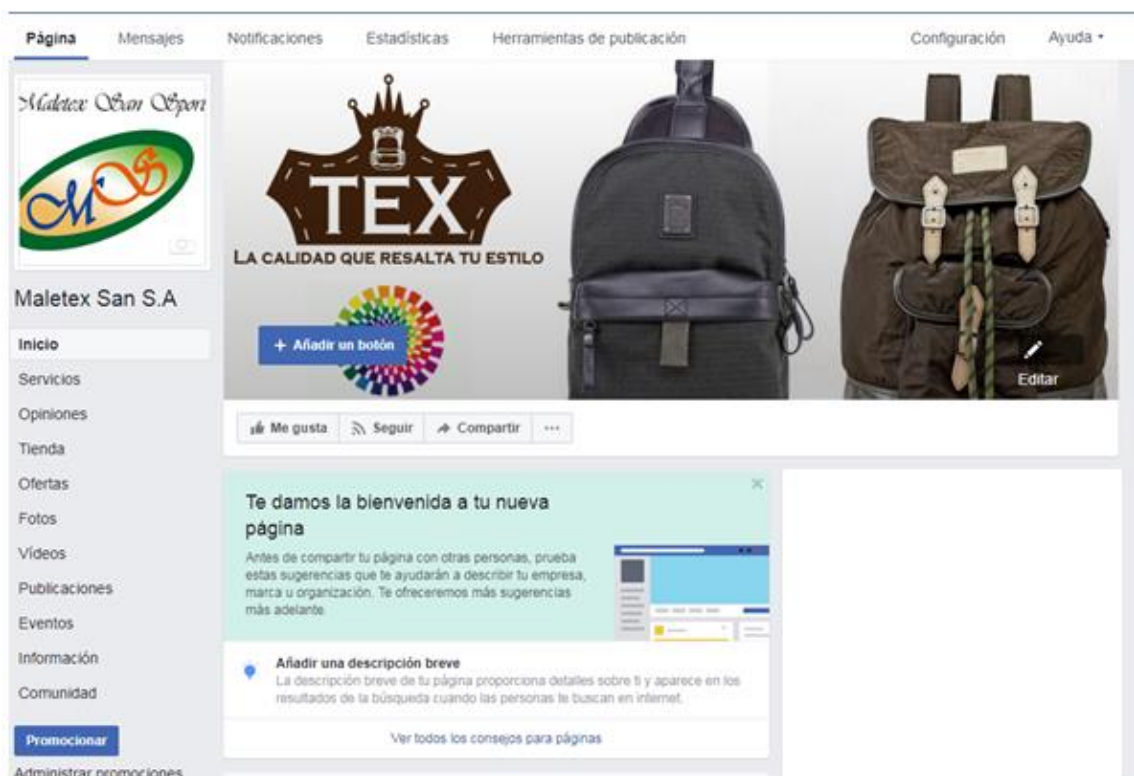 Página Mensajes Notificaciones Estadísticas Herramientas de publicación Configuración Ayuda
Maletex San Sport
MS
TEX
LA CALIDAD QUE RESALTA TU ESTILO
Maletex San S.A
+ Añadir un botón
Editar
Inicio
Servicios
Opiniones
Tienda
Ofertas
Fotos
Vídeos
Publicaciones
Eventos
Información
Comunidad
Promocionar
Administrar promociones
Me gusta Seguir Compartir ...
Te damos la bienvenida a tu nueva
página
Antes de compartir tu página con otras personas, prueba
estas sugerencias que te ayudarán a describir tu empresa,
marca u organización. Te ofreceremos más sugerencias
más adelante.
Añadir una descripción breve
La descripción breve de tu página proporciona detalles sobre ti y aparece en los
resultados de la búsqueda cuando las personas te buscan en internet.
Ver todos los consejos para páginas